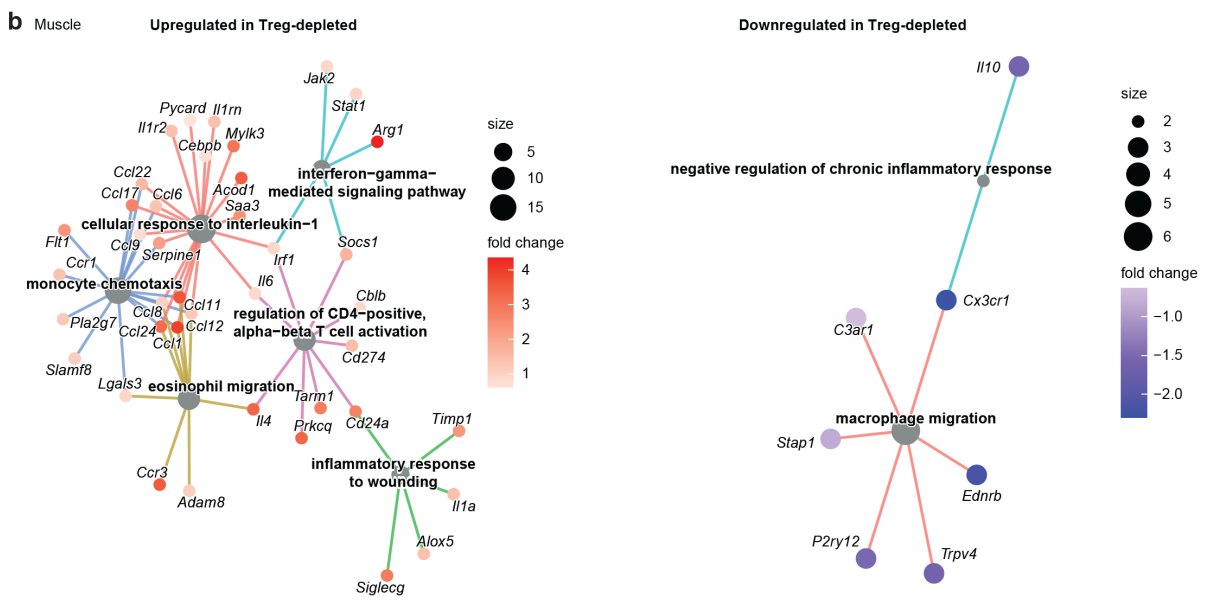 b Muscle
Upregulated in Treg-depleted
Downregulated in Treg-depleted
Jak2
Stat1
Arg1
interferon−gamma−
mediated signaling pathway
Pycard
Il1rn
Il1r2
Mylk3
Cebpb
Ccl22
Ccl17
Ccl6
Acod1
Saa3
cellular response to interleukin−1
Flt1
Ccl9
Serpine1
Ccr1
Irf1
Socs1
monocyte chemotaxis
Il6
Cblb
Ccl8
Ccl11
Pla2g7
Ccl24
Ccl12
Ccl1
regulation of CD4−positive,
alpha−beta T cell activation
Cd274
Slamf8
Lgals3
eosinophil migration
Il4
Tarm1
Prkcq
Cd24a
Timp1
Ccr3
Adam8
inflammatory response
to wounding
Il1a
Alox5
Siglecg
size
5
10
15
fold change
4
3
2
1
Il10
negative regulation of chronic inflammatory response
Cx3cr1
C3ar1
macrophage migration
Stap1
Ednrb
P2ry12
Trpv4
size
2
3
4
5
6
fold change
−1.0
−1.5
−2.0